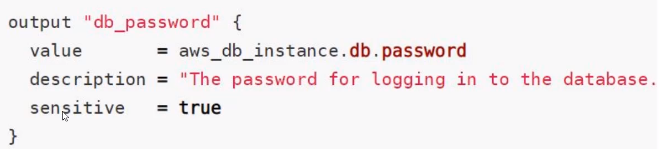 output "db_password" {
value = aws_db_instance.db.password
description = "The password for logging in to the database.
sensitive = true
}